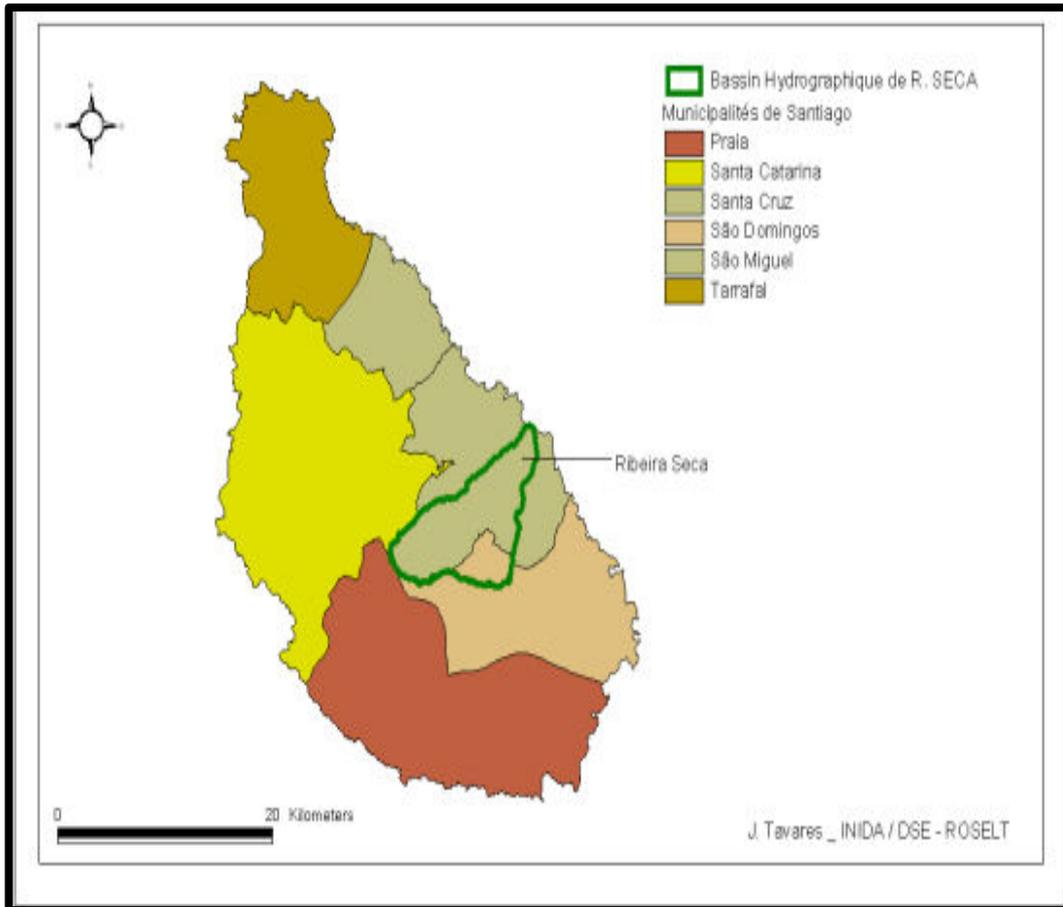 Bassin Hydrographique de R. SECA
Municipalités de Santiago
Praia
Santa Catarina
Santa Cruz
São Domingos
São Miguel
Tarrafal
Ribeira Seca
0 20 Kilometers
J. Tavares _ INIDA / DSE - ROSELT